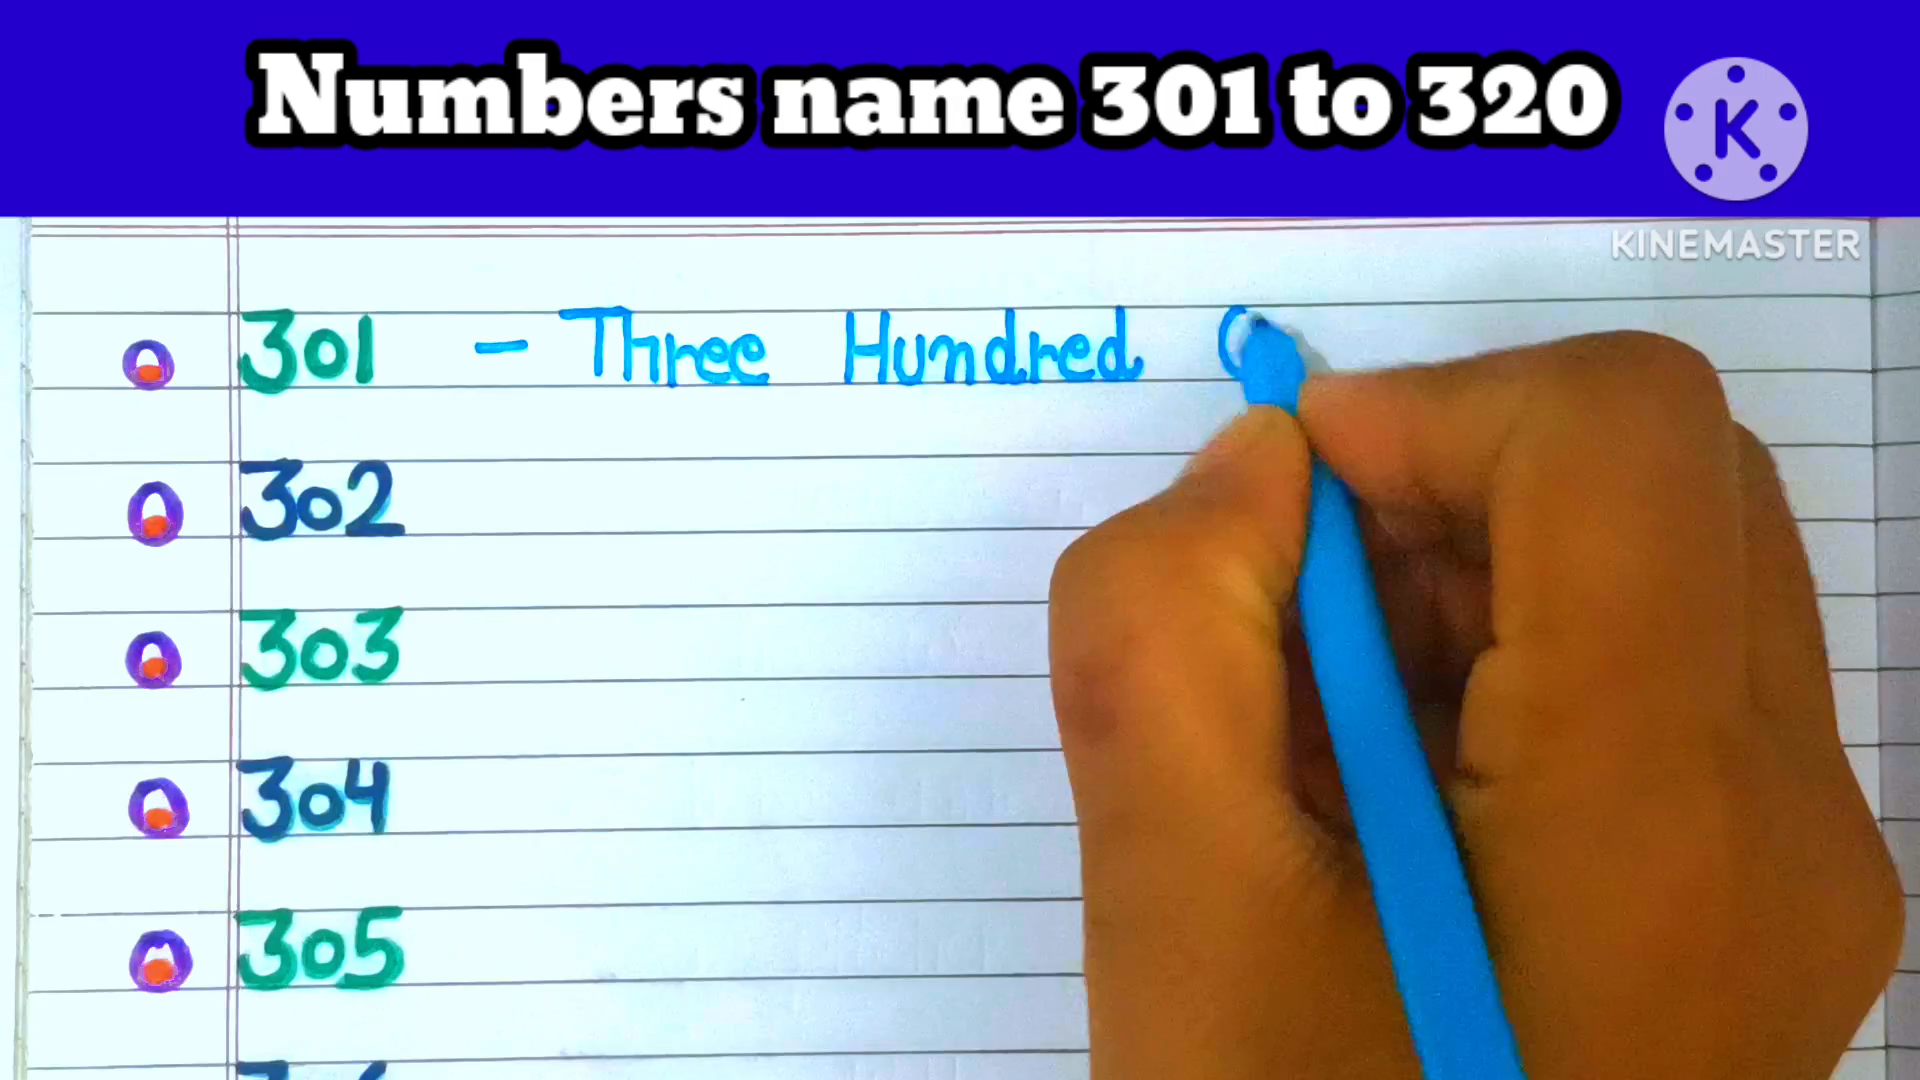 Numbers name 301 to 320
K
KINEMASTER
301 - Three Hundred
302
303
304
305